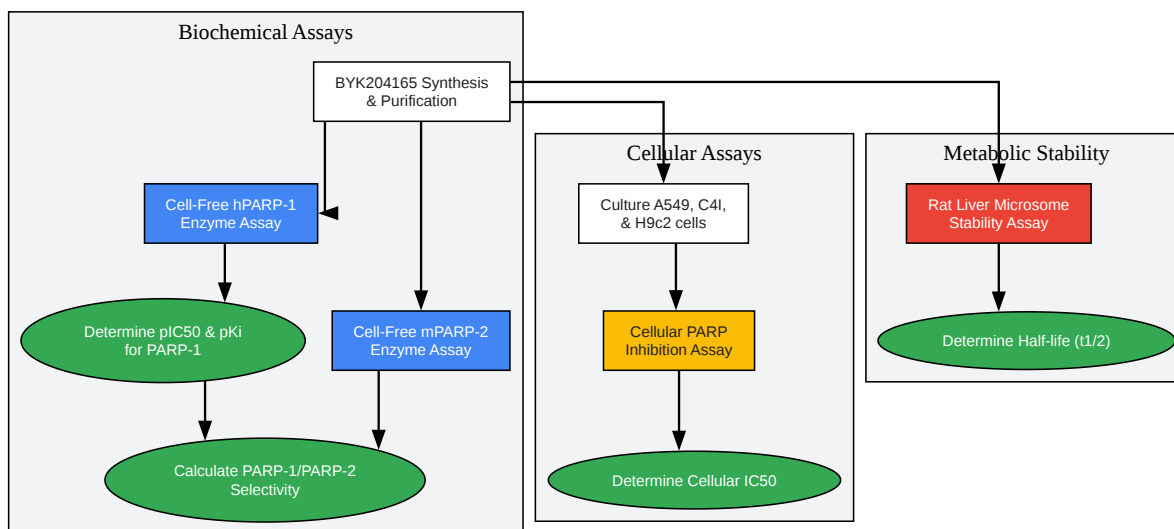 Biochemical Assays
BYK204165 Synthesis
& Purification
Cell-Free hPARP-1
Enzyme Assay
Determine pIC50 & pKi
for PARP-1
Cell-Free mPARP-2
Enzyme Assay
Calculate PARP-1/PARP-2
Selectivity
Cellular Assays
Culture A549, C4I,
& H9c2 cells
Cellular PARP
Inhibition Assay
Determine Cellular IC50
Metabolic Stability
Rat Liver Microsome
Stability Assay
Determine Half-life (t1/2)